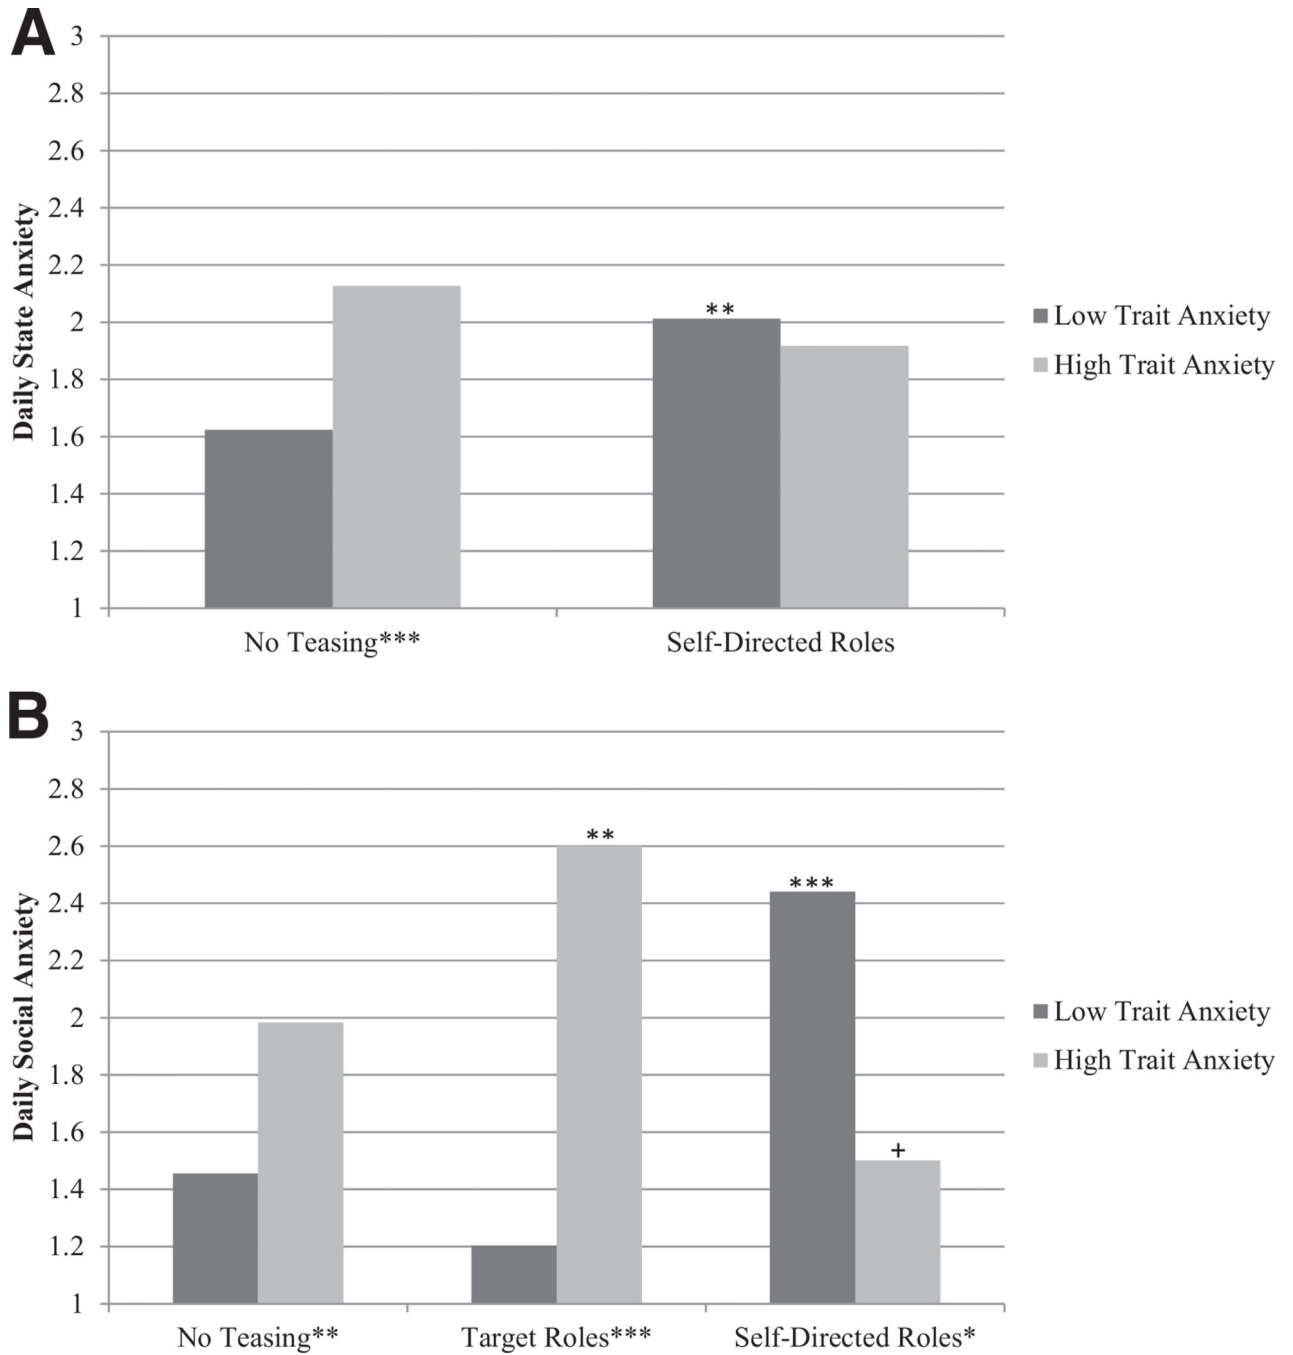 A
3
2.8
2.6
2.4
2.2
2
1.8
1.6
1.4
1.2
1
Daily State Anxiety
**
No Teasing***
Self-Directed Roles
Low Trait Anxiety
High Trait Anxiety
B
3
2.8
2.6
2.4
2.2
2
1.8
1.6
1.4
1.2
1
Daily Social Anxiety
**
***
+
No Teasing**
Target Roles***
Self-Directed Roles*
Low Trait Anxiety
High Trait Anxiety